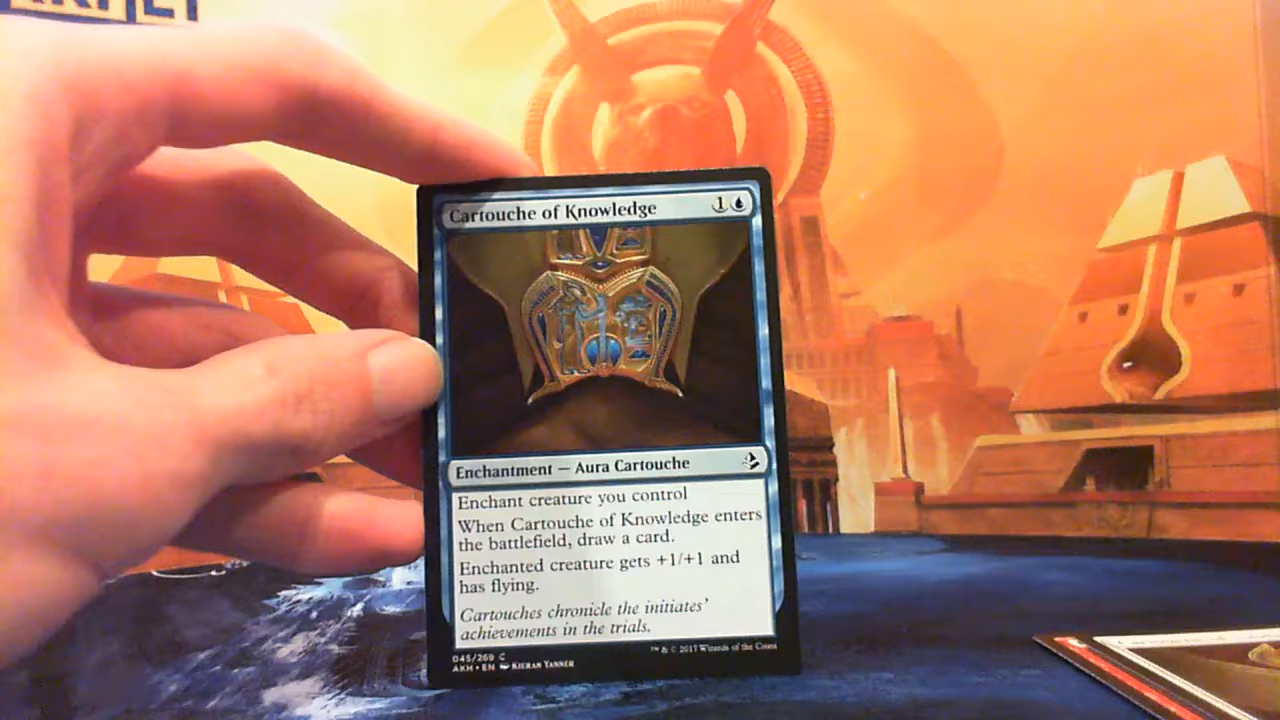 Cartouche of Knowledge 1
Enchantment — Aura Cartouche
Enchant creature you control
When Cartouche of Knowledge enters
the battlefield, draw a card.
Enchanted creature gets +1/+1 and
has flying.
Cartouches chronicle the initiates'
achievements in the trials.
045/269 C
AKH • EN KIERAN YANNER
™ & © 2017 Wizards of the Coast